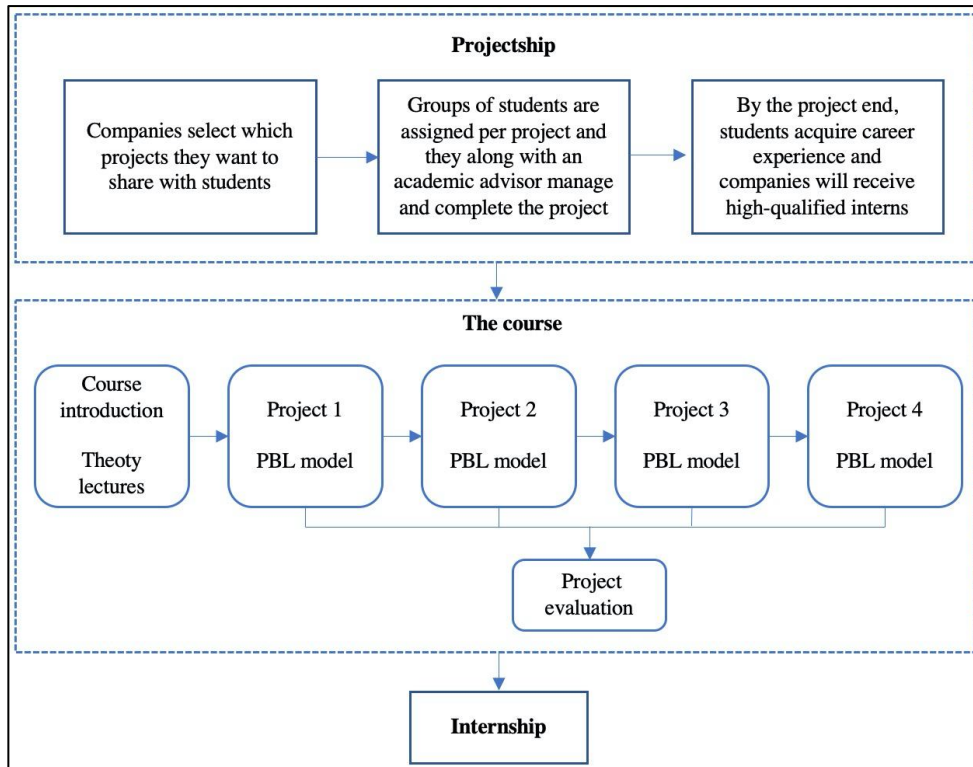 Projectship
Companies select which
projects they want to
share with students
Groups of students are
assigned per project and
they along with an
academic advisor manage
and complete the project
By the project end,
students acquire career
experience and
companies will receive
high-qualified interns
The course
Course
introduction
Theoty
lectures
Project 1
PBL model
Project 2
PBL model
Project 3
PBL model
Project 4
PBL model
Project
evaluation
Internship